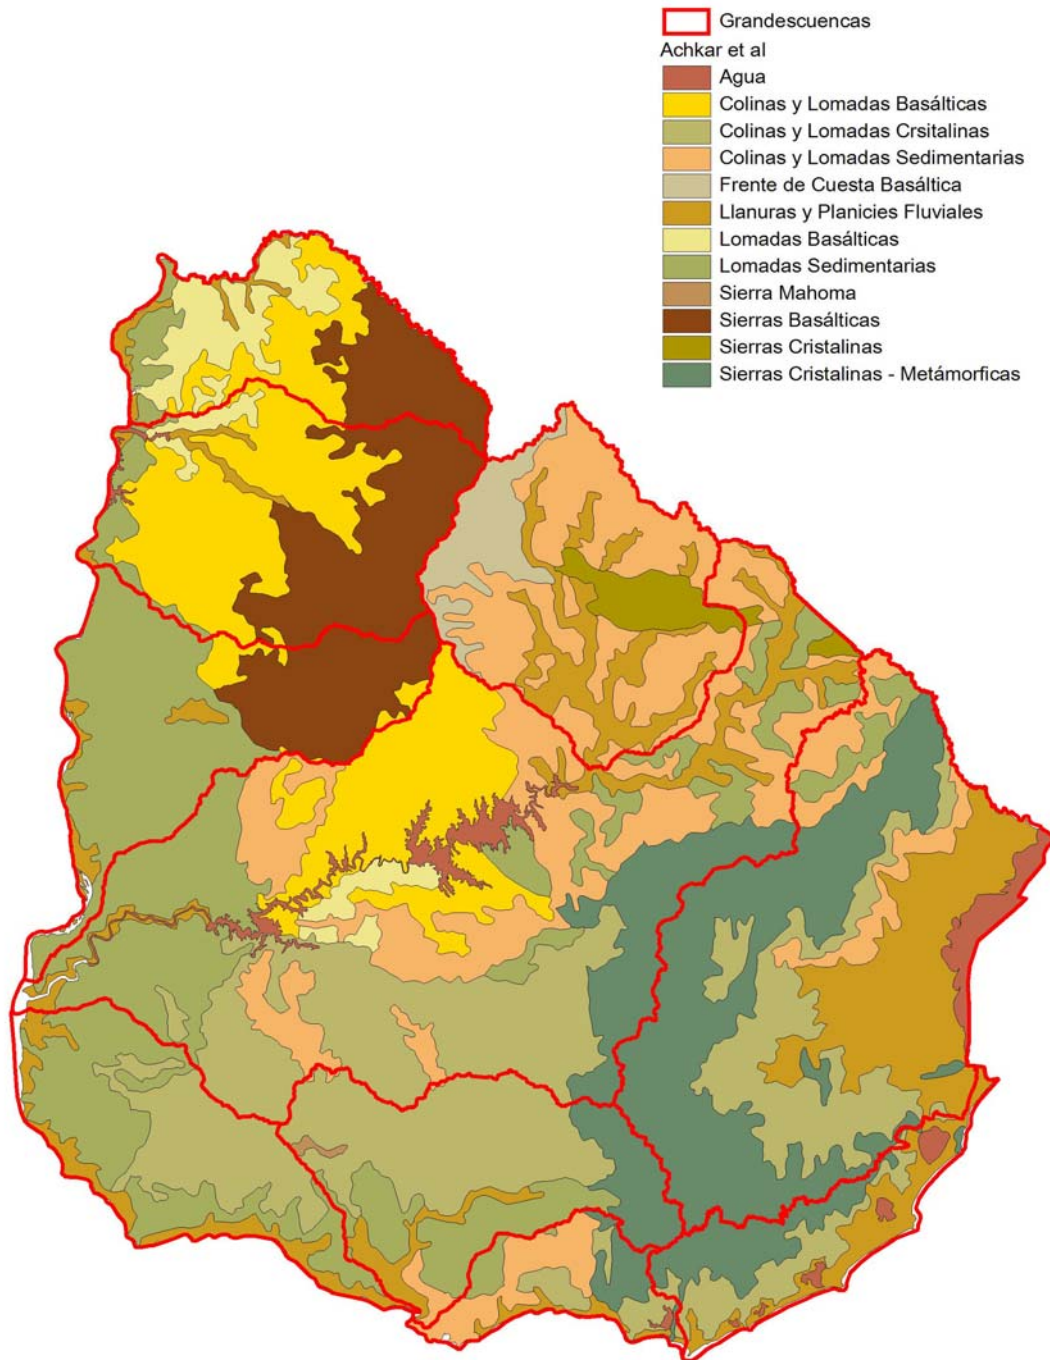 Grandescuencas
Achkar et al
Agua
Colinas y Lomadas Basálticas
Colinas y Lomadas Crsitalinas
Colinas y Lomadas Sedimentarias
Frente de Cuesta Basáltica
Llanuras y Planicies Fluviales
Lomadas Basálticas
Lomadas Sedimentarias
Sierra Mahoma
Sierras Basálticas
Sierras Cristalinas
Sierras Cristalinas - Metámorficas